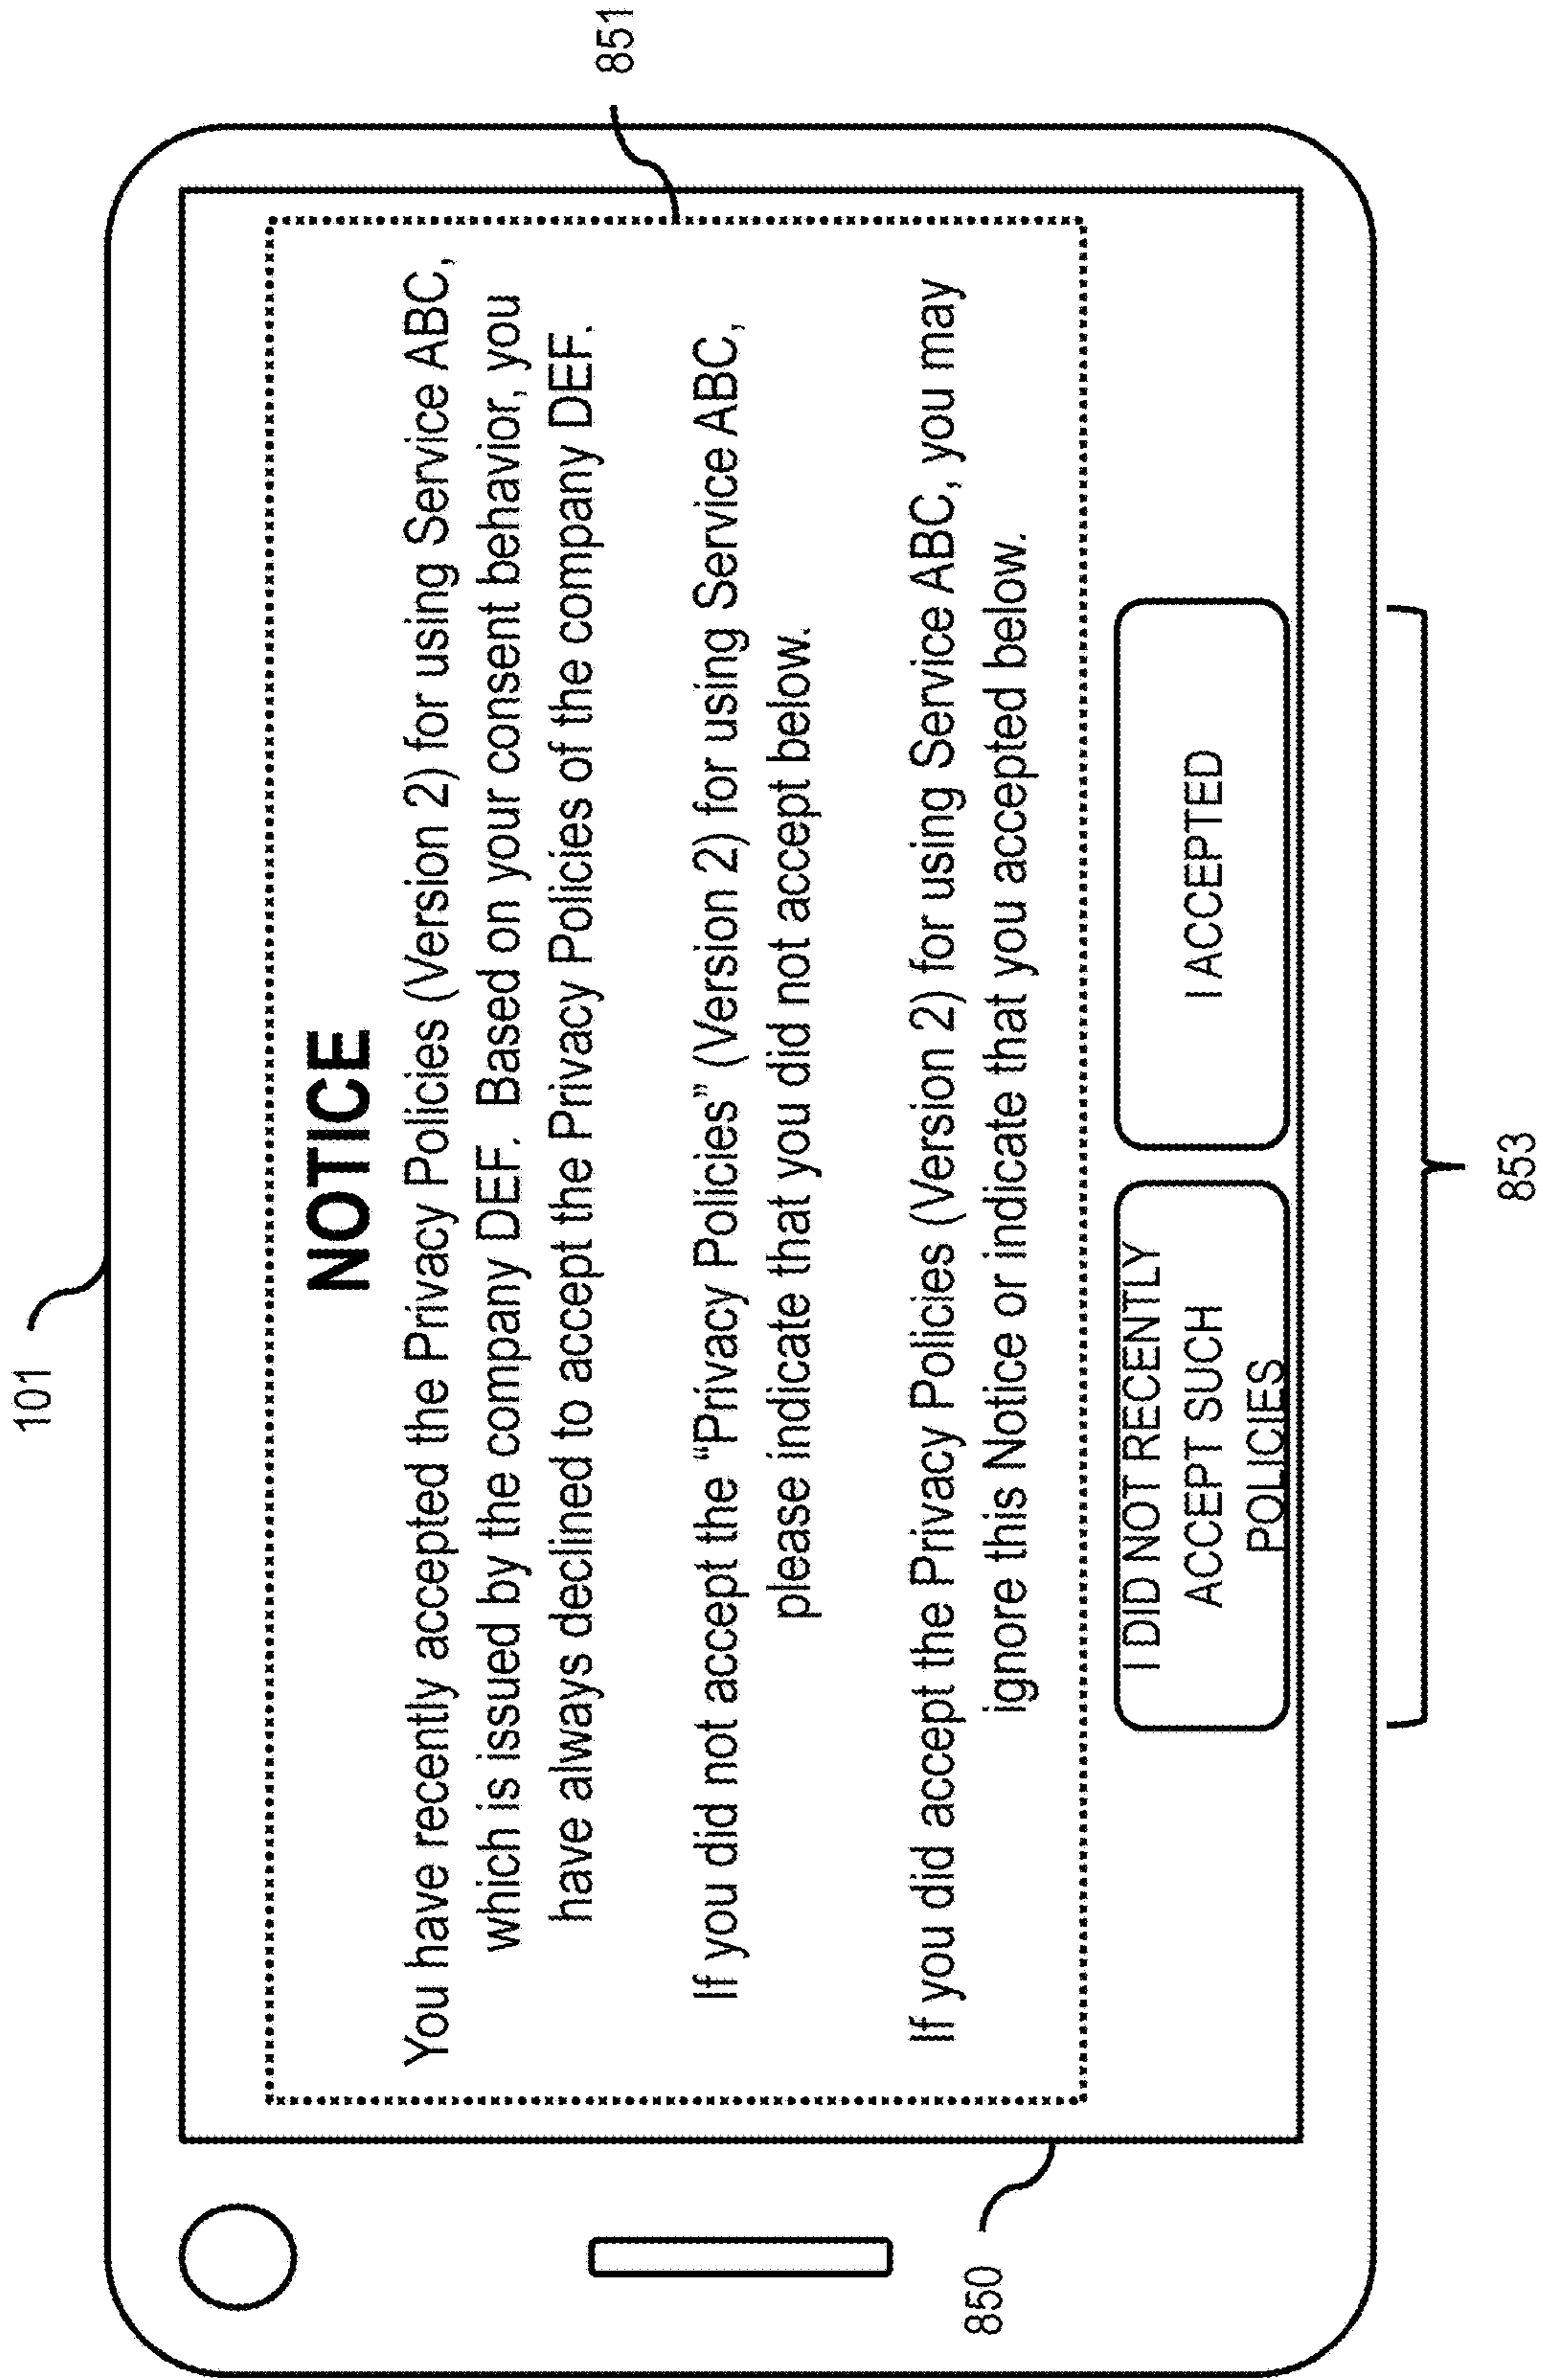 101
851
NOTICE
You have recently accepted the Privacy Policies (Version 2) for using Service ABC,
which is issued by the company DEF. Based on your consent behavior, you
have always declined to accept the Privacy Policies of the company DEF.
If you did not accept the “Privacy Policies” (Version 2) for using Service ABC,
please indicate that you did not accept below.
If you did accept the Privacy Policies (Version 2) for using Service ABC, you may
ignore this Notice or indicate that you accepted below.
850
I DID NOT RECENTLY
ACCEPT SUCH
POLICIES
I ACCEPTED
853